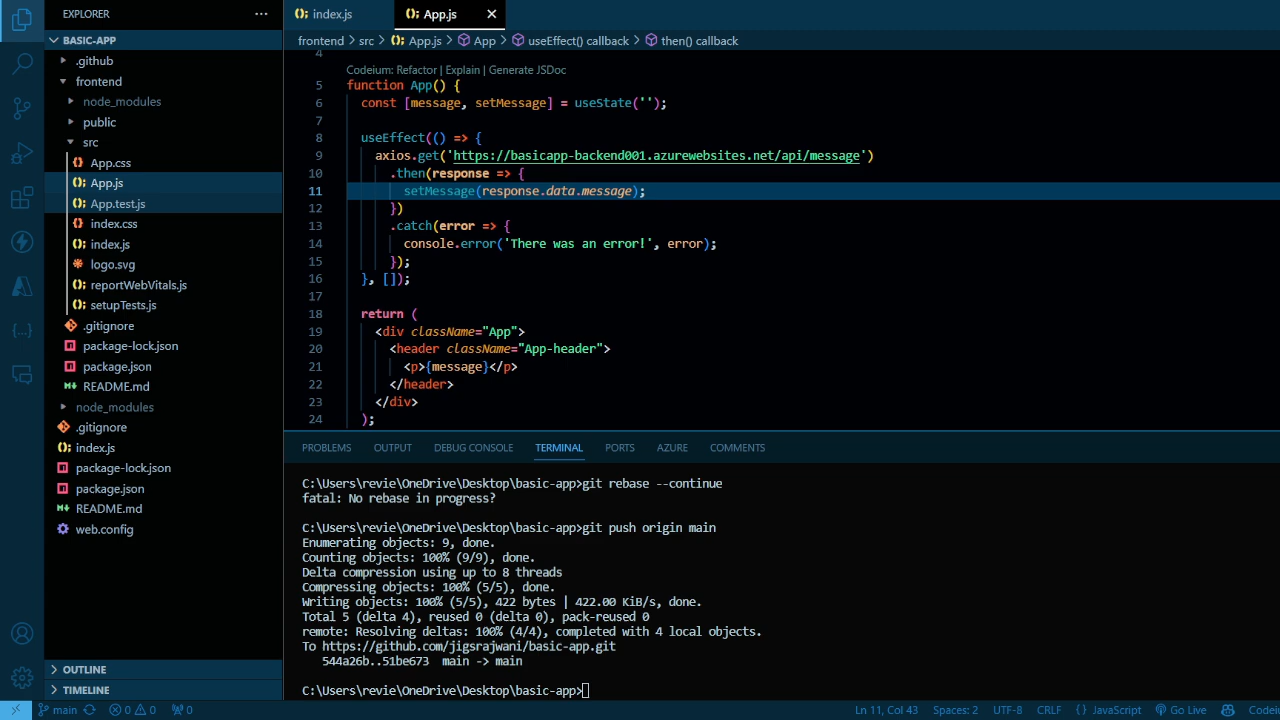 EXPLORER
BASIC-APP
.github
frontend
node_modules
public
src
App.css
App.js
App.test.js
index.css
index.js
logo.svg
reportWebVitals.js
setupTests.js
.gitignore
package-lock.json
package.json
README.md
node_modules
.gitignore
index.js
package-lock.json
package.json
README.md
web.config
OUTLINE
TIMELINE
index.js
App.js
frontend > src > App.js > App > useEffect() callback > then() callback
4
Codeium: Refactor | Explain | Generate JSDoc
5 function App() {
6 const [message, setMessage] = useState('');
7
8 useEffect(() => {
9 axios.get('https://basicapp-backend001.azurewebsites.net/api/message')
10 .then(response => {
11 setMessage(response.data.message);
12 })
13 .catch(error => {
14 console.error('There was an error!', error);
15 });
16 }, []);
17
18 return (
19 <div className="App">
20 <header className="App-header">
21 <p>{message}</p>
22 </header>
23 </div>
24 );
PROBLEMS OUTPUT DEBUG CONSOLE TERMINAL PORTS AZURE COMMENTS
C:\Users\revie\OneDrive\Desktop\basic-app>git rebase --continue
fatal: No rebase in progress?
C:\Users\revie\OneDrive\Desktop\basic-app>git push origin main
Enumerating objects: 9, done.
Counting objects: 100% (9/9), done.
Delta compression using up to 8 threads
Compressing objects: 100% (5/5), done.
Writing objects: 100% (5/5), 422 bytes | 422.00 KiB/s, done.
Total 5 (delta 4), reused 0 (delta 0), pack-reused 0
remote: Resolving deltas: 100% (4/4), completed with 4 local objects.
To https://github.com/jigsrajwani/basic-app.git
544a26b..51be673 main -> main
C:\Users\revie\OneDrive\Desktop\basic-app>
main 0 0 0 Ln 11, Col 43 Spaces: 2 UTF-8 CRLF {} JavaScript Go Live Codeiu